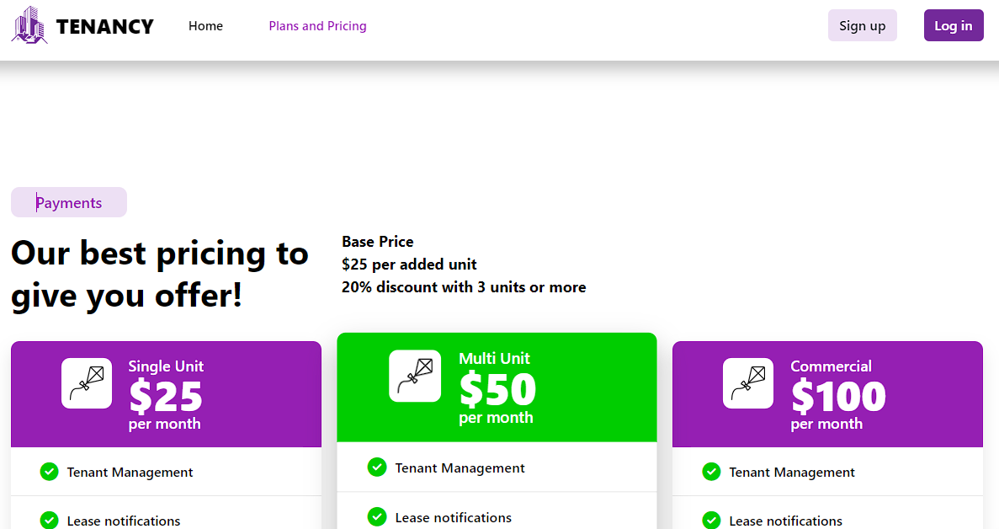 TENANCY
Home
Plans and Pricing
Sign up
Log in
Payments
Our best pricing to
give you offer!
Base Price
$25 per added unit
20% discount with 3 units or more
Single Unit
$25
per month
Tenant Management
Lease notifications
Multi Unit
$50
per month
Tenant Management
Lease notifications
Commercial
$100
per month
Tenant Management
Lease notifications